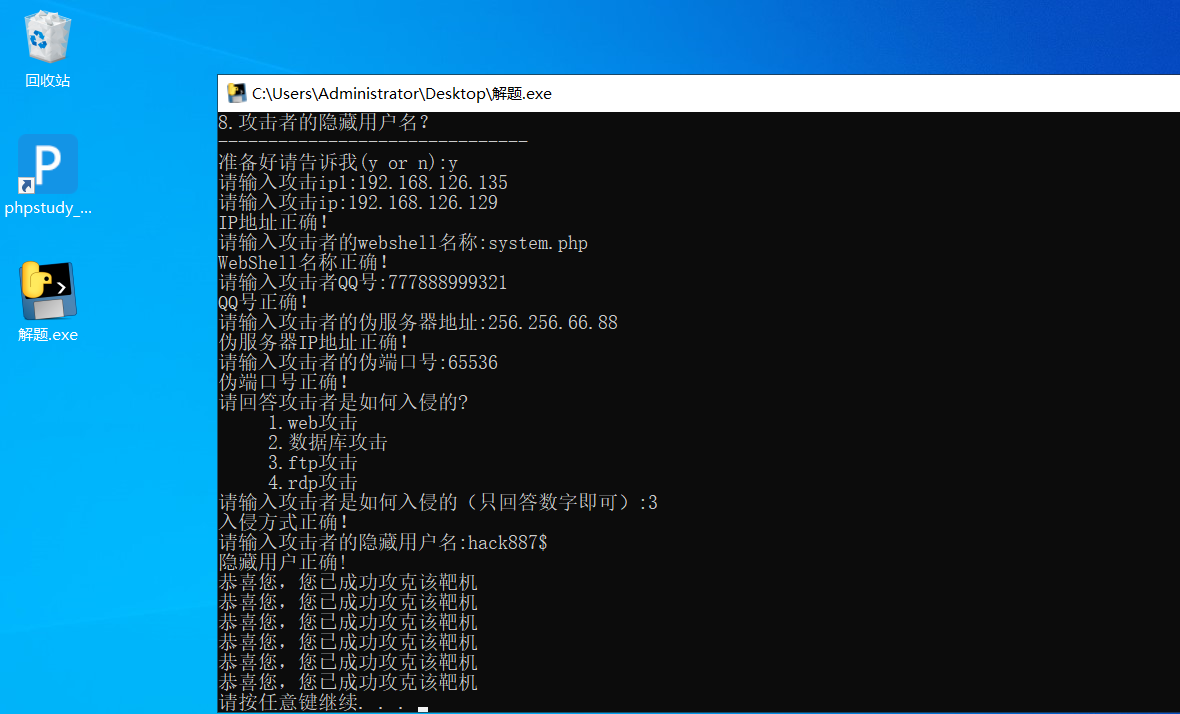 回收站
phpstudy_...
解题.exe
C:\Users\Administrator\Desktop\解题.exe
8.攻击者的隐藏用户名?
-------------------------------
准备好请告诉我(y or n):y
请输入攻击ip1:192.168.126.135
请输入攻击ip:192.168.126.129
IP地址正确!
请输入攻击者的webshell名称:system.php
WebShell名称正确!
请输入攻击者QQ号:777888999321
QQ号正确!
请输入攻击者的伪服务器地址:256.256.66.88
伪服务器IP地址正确!
请输入攻击者的伪端口号:65536
伪端口号正确!
请回答攻击者是如何入侵的?
1.web攻击
2.数据库攻击
3.ftp攻击
4.rdp攻击
请输入攻击者是如何入侵的（只回答数字即可）:3
入侵方式正确!
请输入攻击者的隐藏用户名:hack887$
隐藏用户正确!
恭喜您，您已成功攻克该靶机
恭喜您，您已成功攻克该靶机
恭喜您，您已成功攻克该靶机
恭喜您，您已成功攻克该靶机
恭喜您，您已成功攻克该靶机
恭喜您，您已成功攻克该靶机
请按任意键继续. . .